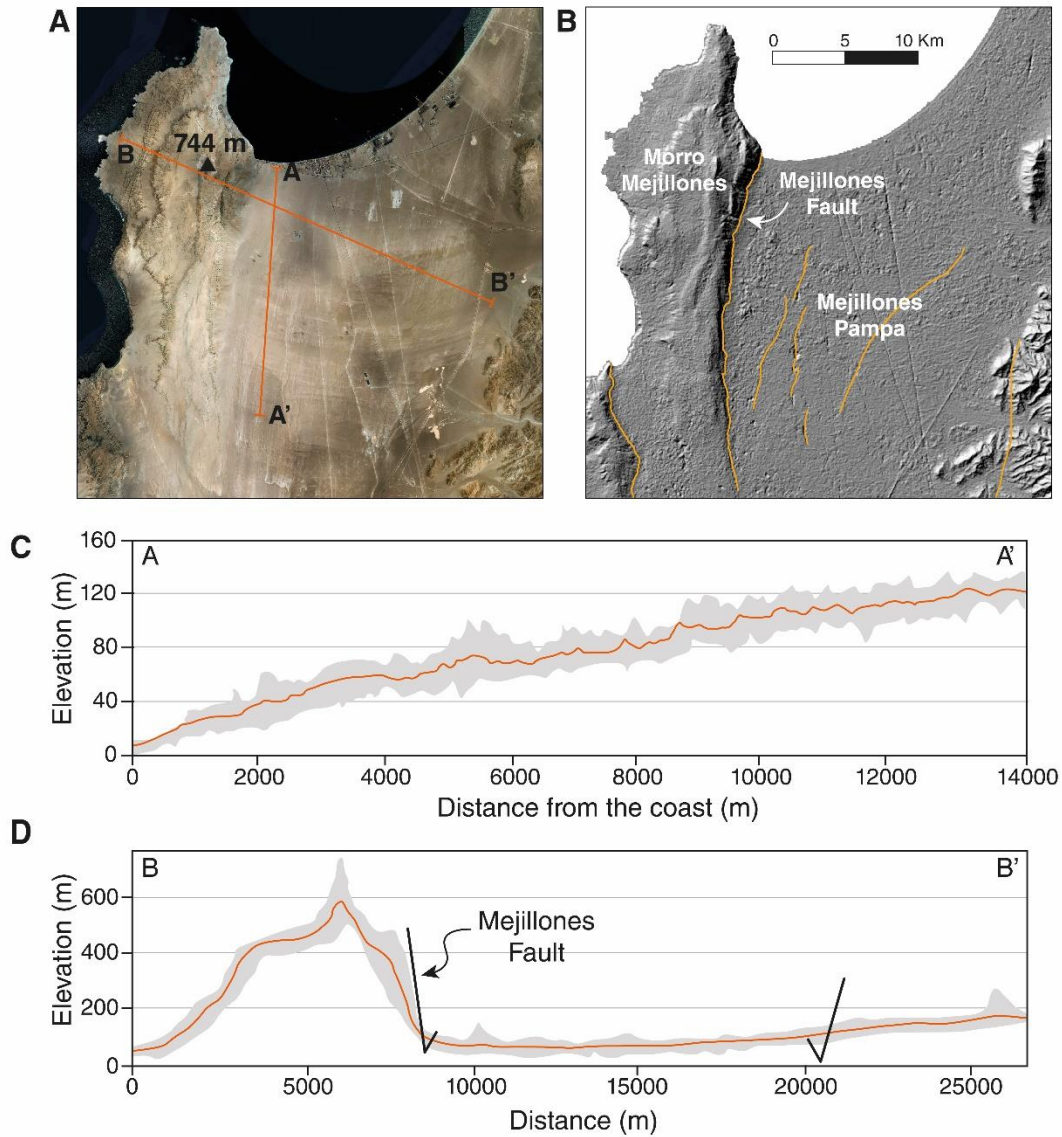 A
744 m
B
A
B'
A'
B
0 5 10 Km
Morro
Mejillones
Mejillones
Fault
Mejillones
Pampa
C
A
A'
160
120
80
40
0
Elevation (m)
0 2000 4000 6000 8000 10000 12000 14000
Distance from the coast (m)
D
B
B'
600
400
200
0
Elevation (m)
Mejillones
Fault
0 5000 10000 15000 20000 25000
Distance (m)